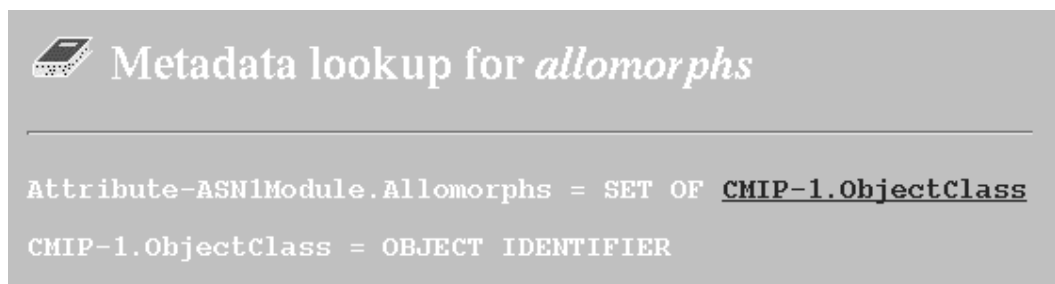 Metadata lookup for allomorphs
Attribute-ASN1Module.Allomorphs = SET OF CMIP-1.ObjectClass
CMIP-1.ObjectClass = OBJECT IDENTIFIER